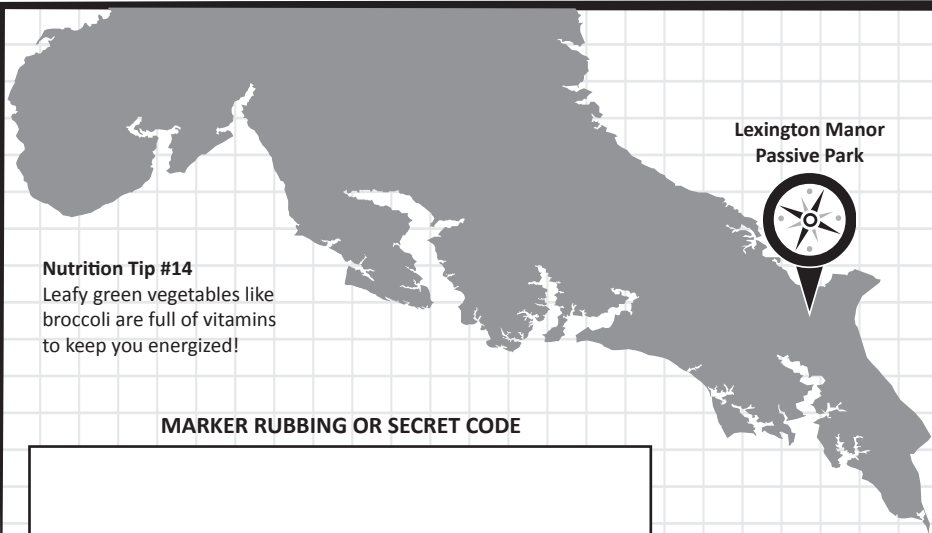 Lexington Manor
Passive Park
Nutrition Tip #14
Leafy green vegetables like
broccoli are full of vitamins
to keep you energized!
MARKER RUBBING OR SECRET CODE